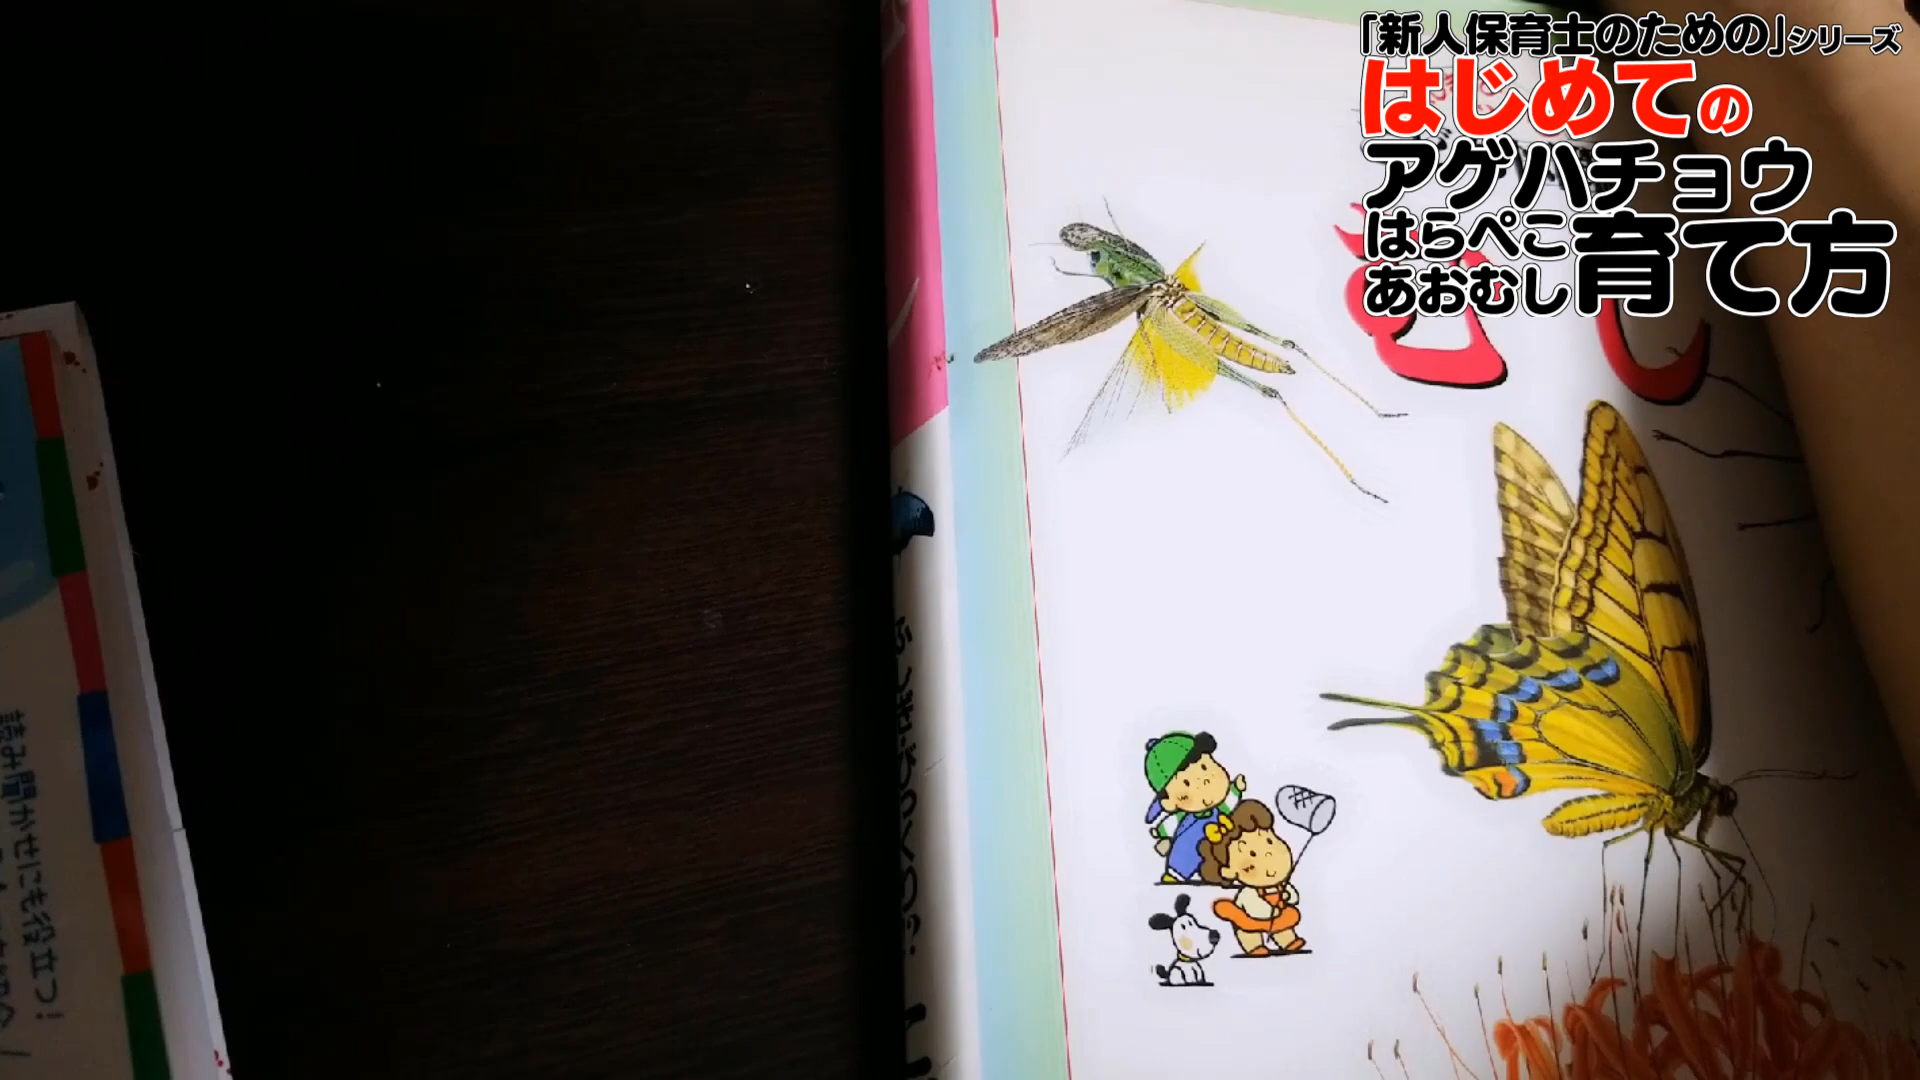 「新人保育士のための」シリーズ
はじめての
アゲハチョウ
はらぺこ
あおむし育て方
むし
読み聞かせにも役立つ!